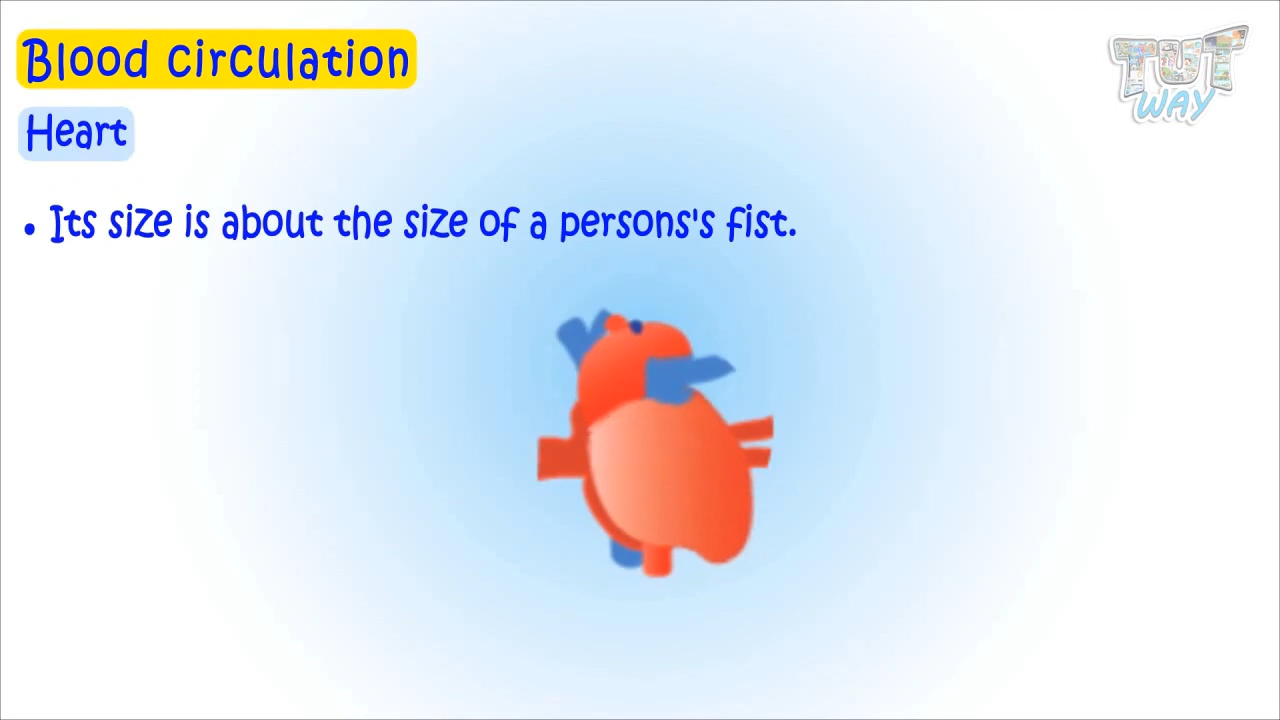 Blood circulation
TUT
WAY
Heart
• Its size is about the size of a persons's fist.